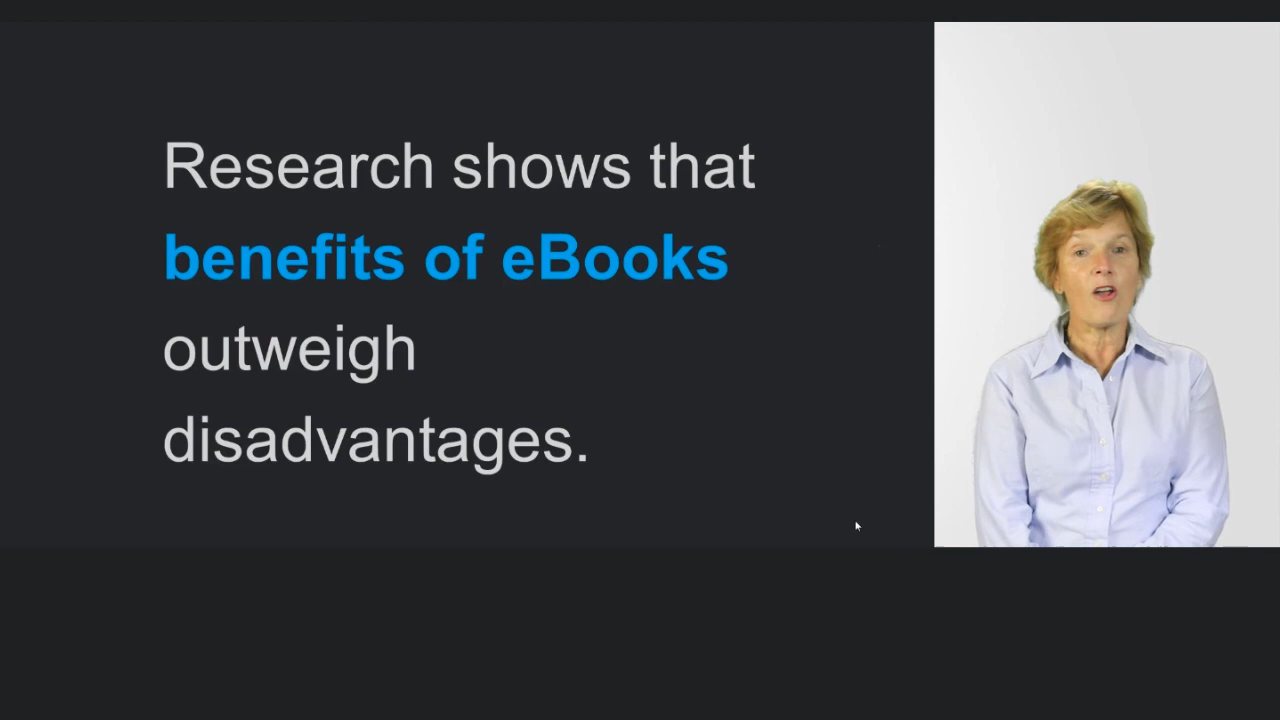 Research shows that
benefits of eBooks
outweigh
disadvantages.